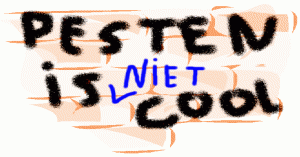 PESTEN
is NiET
COOL